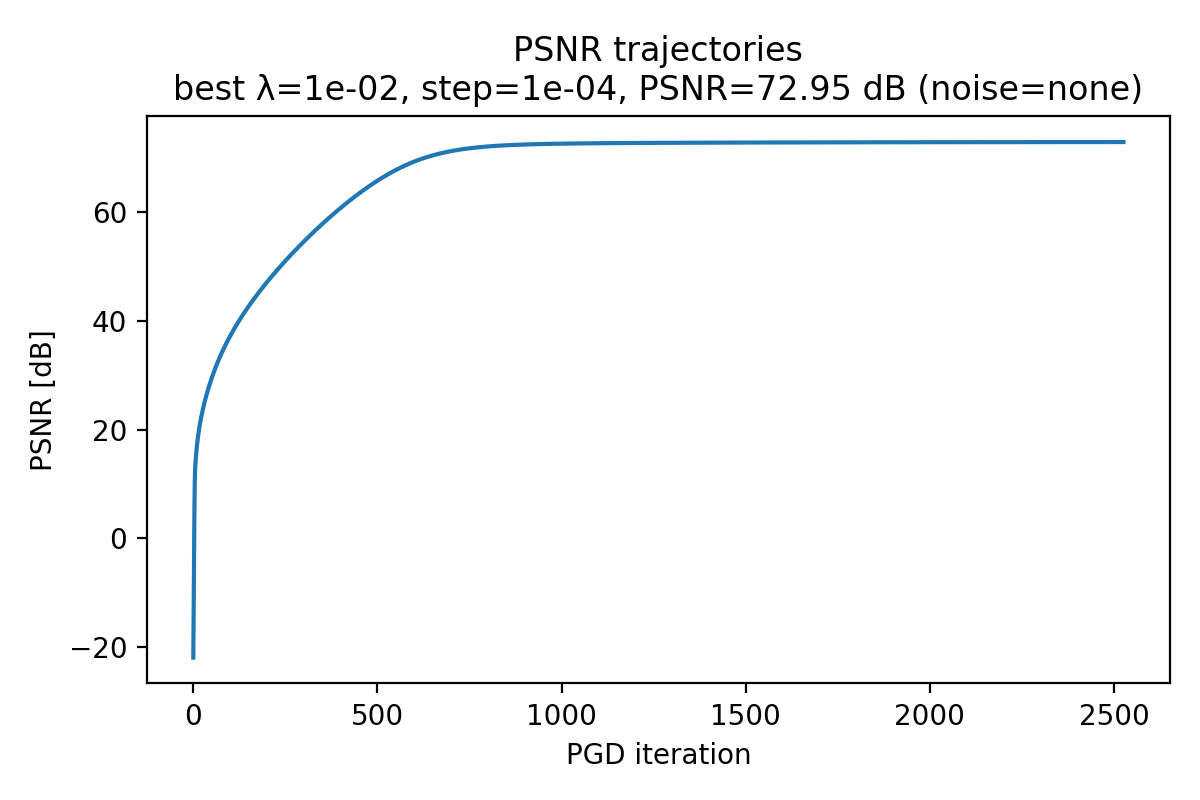 PSNR trajectories
best λ=1e-02, step=1e-04, PSNR=72.95 dB (noise=none)
PSNR [dB]
60
40
20
0
−20
0 500 1000 1500 2000 2500
PGD iteration